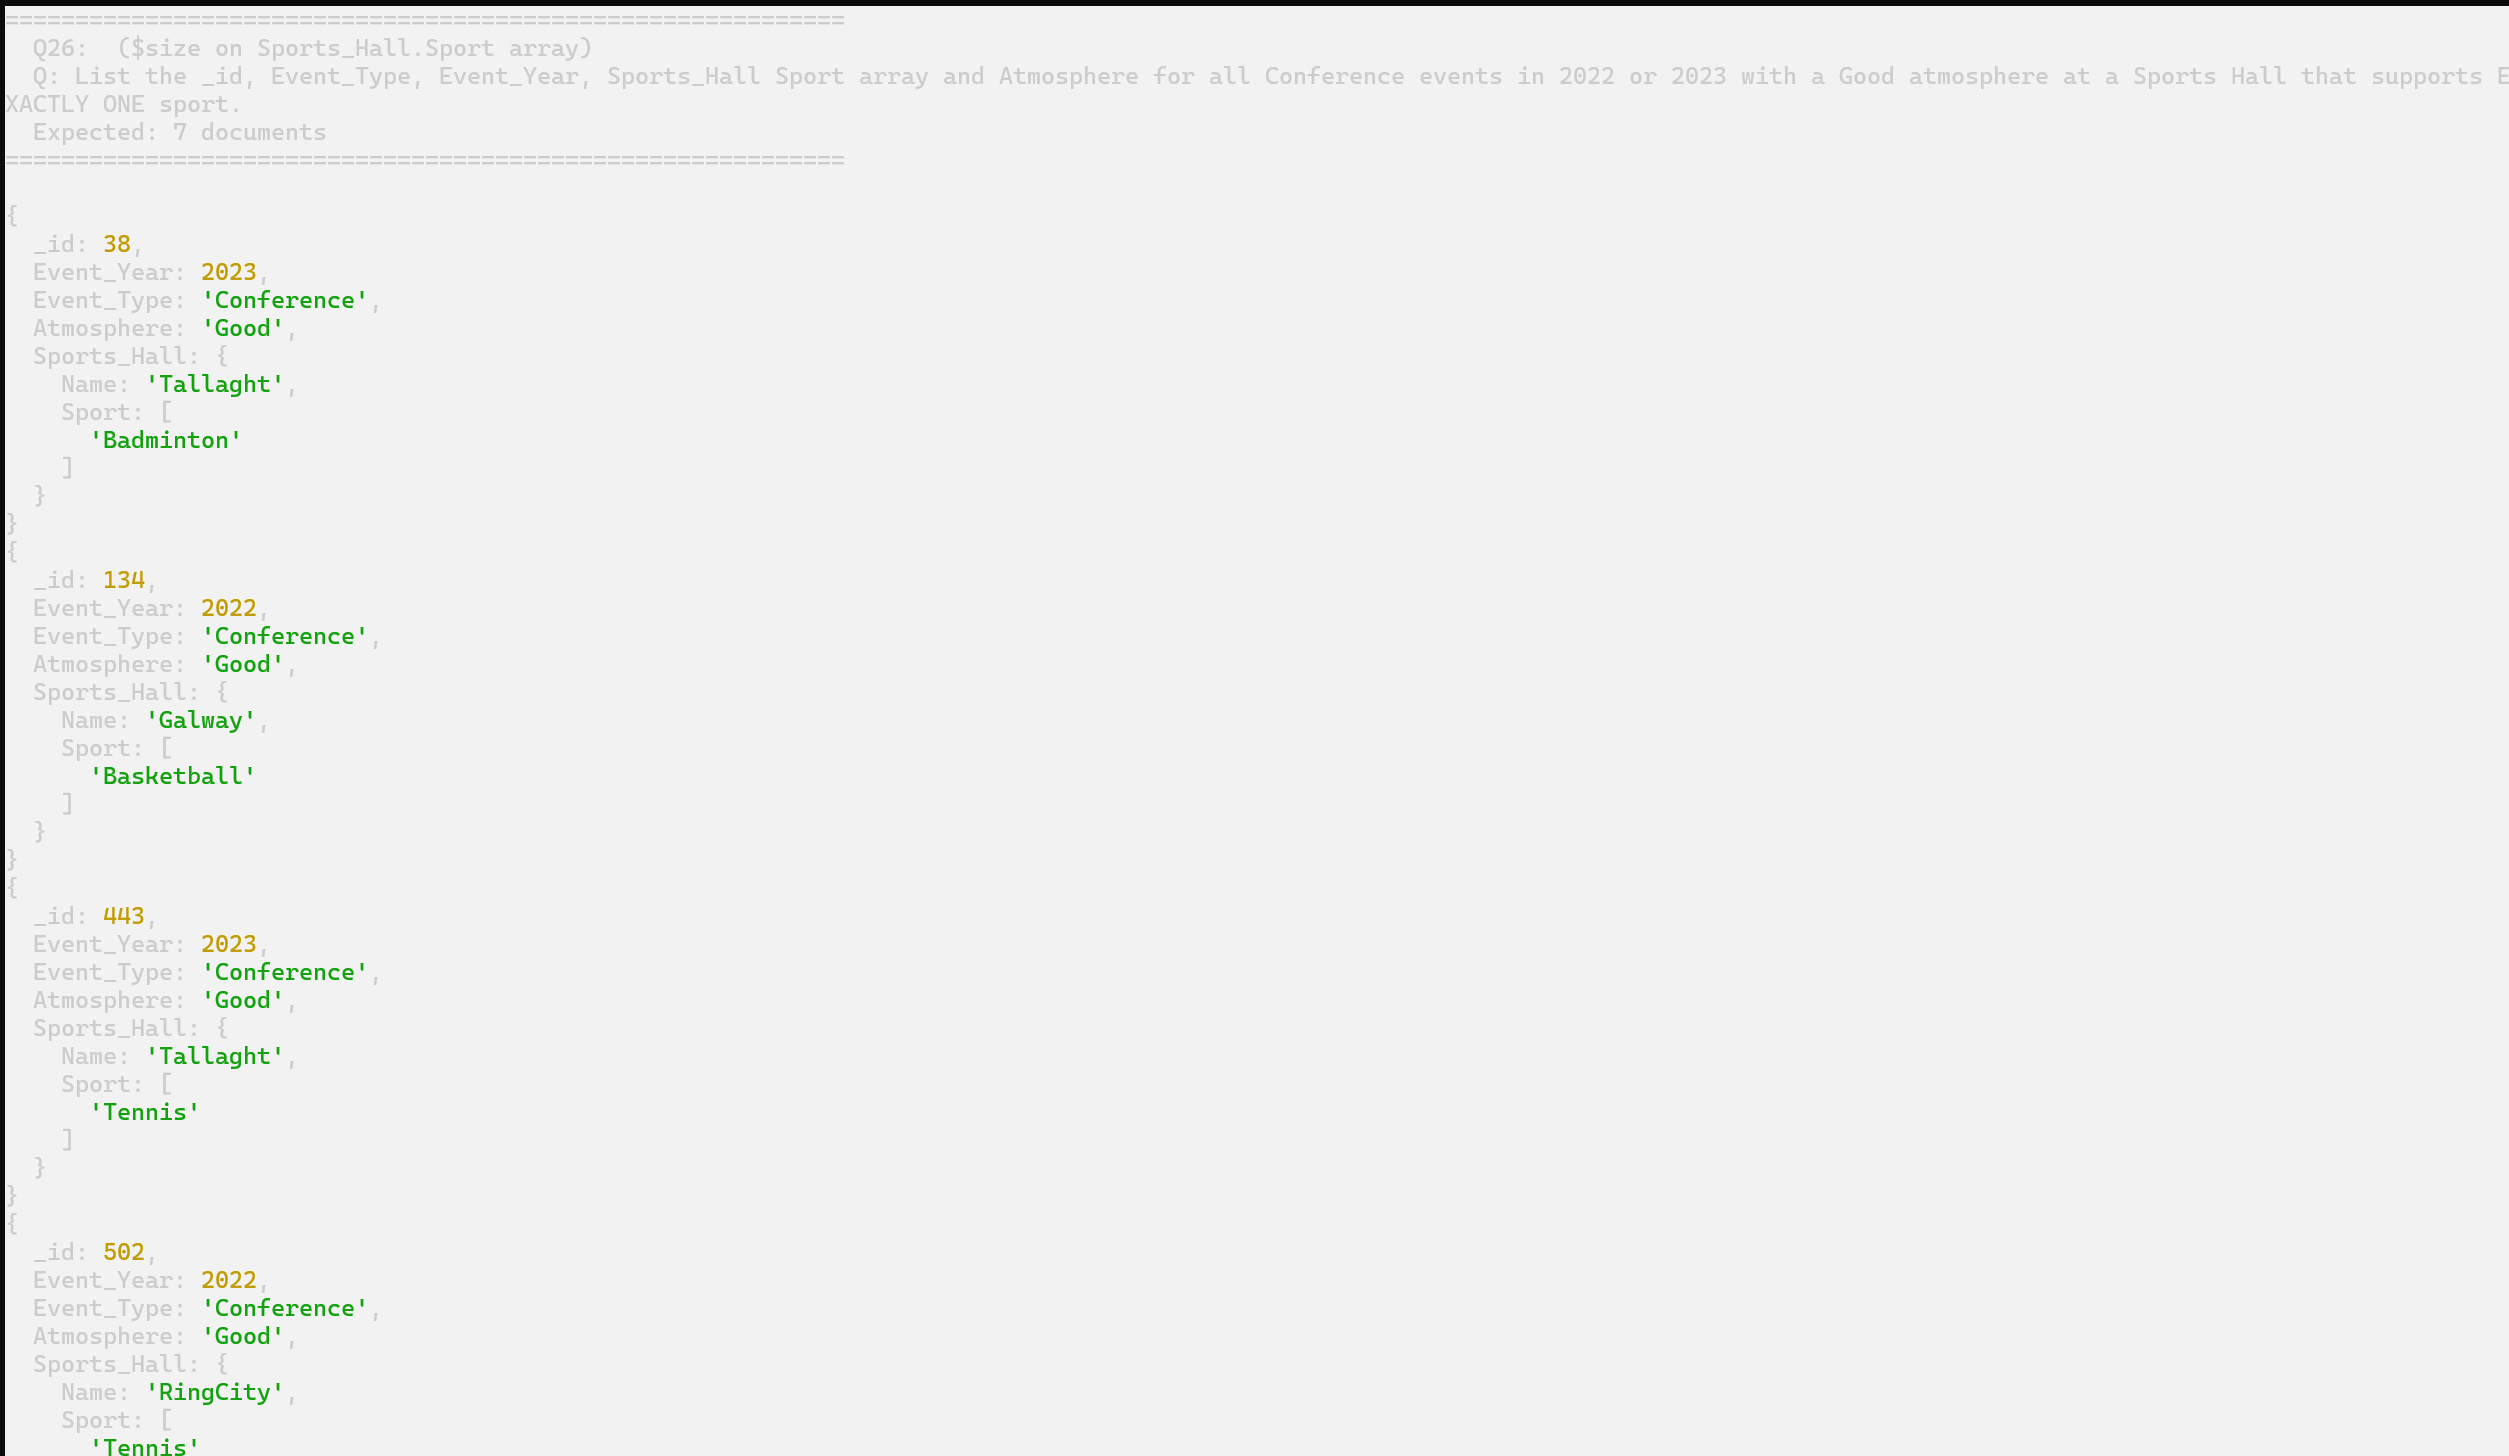 ============================================================
  Q26:  ($size on Sports_Hall.Sport array)
  Q: List the _id, Event_Type, Event_Year, Sports_Hall Sport array and Atmosphere for all Conference events in 2022 or 2023 with a Good atmosphere at a Sports Hall that supports E
XACTLY ONE sport.
  Expected: 7 documents
============================================================

{
  _id: 38,
  Event_Year: 2023,
  Event_Type: 'Conference',
  Atmosphere: 'Good',
  Sports_Hall: {
    Name: 'Tallaght',
    Sport: [
      'Badminton'
    ]
  }
}
{
  _id: 134,
  Event_Year: 2022,
  Event_Type: 'Conference',
  Atmosphere: 'Good',
  Sports_Hall: {
    Name: 'Galway',
    Sport: [
      'Basketball'
    ]
  }
}
{
  _id: 443,
  Event_Year: 2023,
  Event_Type: 'Conference',
  Atmosphere: 'Good',
  Sports_Hall: {
    Name: 'Tallaght',
    Sport: [
      'Tennis'
    ]
  }
}
{
  _id: 502,
  Event_Year: 2022,
  Event_Type: 'Conference',
  Atmosphere: 'Good',
  Sports_Hall: {
    Name: 'RingCity',
    Sport: [
      'Tennis'